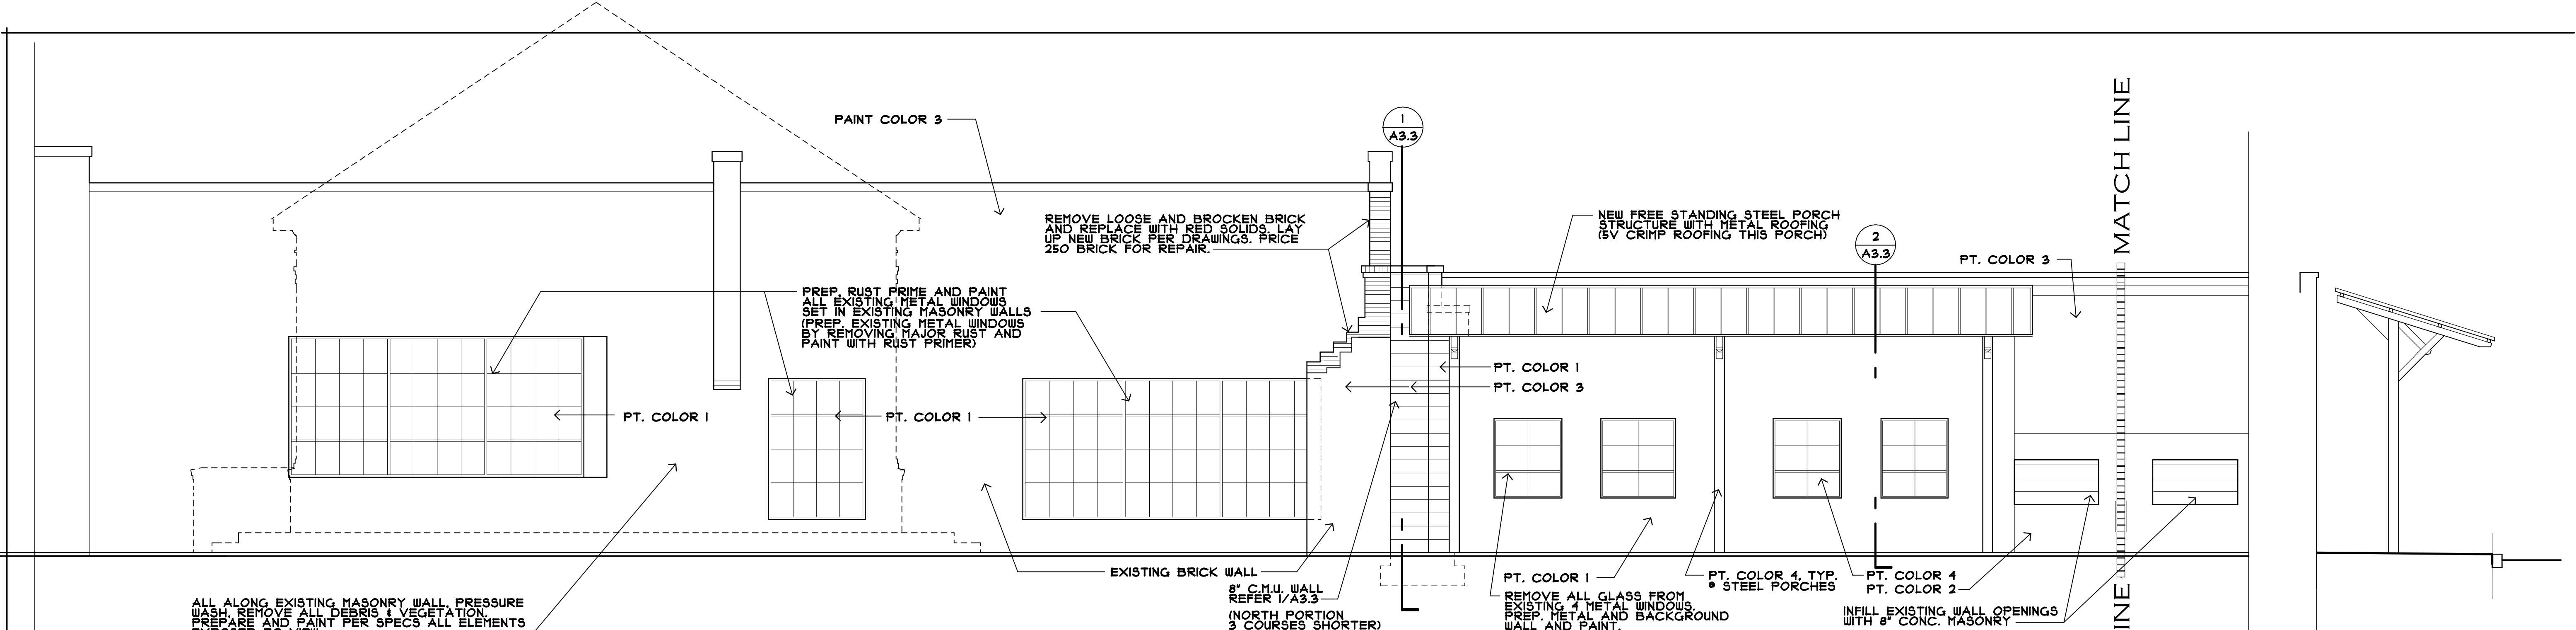 PAINT COLOR 3
1
A3.3
MATCH LINE
REMOVE LOOSE AND BROCKEN BRICK
AND REPLACE WITH RED SOLIDS. LAY
UP NEW BRICK PER DRAWINGS. PRICE
250 BRICK FOR REPAIR.
NEW FREE STANDING STEEL PORCH
STRUCTURE WITH METAL ROOFING
(5V CRIMP ROOFING THIS PORCH)
2
A3.3
PT. COLOR 3
PREP, RUST PRIME AND PAINT
ALL EXISTING METAL WINDOWS
SET IN EXISTING MASONRY WALLS
(PREP. EXISTING METAL WINDOWS
BY REMOVING MAJOR RUST AND
PAINT WITH RUST PRIMER)
PT. COLOR 1
PT. COLOR 3
PT. COLOR 1
PT. COLOR 1
EXISTING BRICK WALL
8" C.M.U. WALL
REFER 1/A3.3
(NORTH PORTION
3 COURSES SHORTER)
PT. COLOR 1
REMOVE ALL GLASS FROM
EXISTING 4 METAL WINDOWS.
PREP. METAL AND BACKGROUND
WALL AND PAINT.
PT. COLOR 4, TYP.
@ STEEL PORCHES
PT. COLOR 4
PT. COLOR 2
INFILL EXISTING WALL OPENINGS
WITH 8" CONC. MASONRY
INE
ALL ALONG EXISTING MASONRY WALL, PRESSURE
WASH, REMOVE ALL DEBRIS & VEGETATION.
PREPARE AND PAINT PER SPECS ALL ELEMENTS
EXPOSED TO VIEW